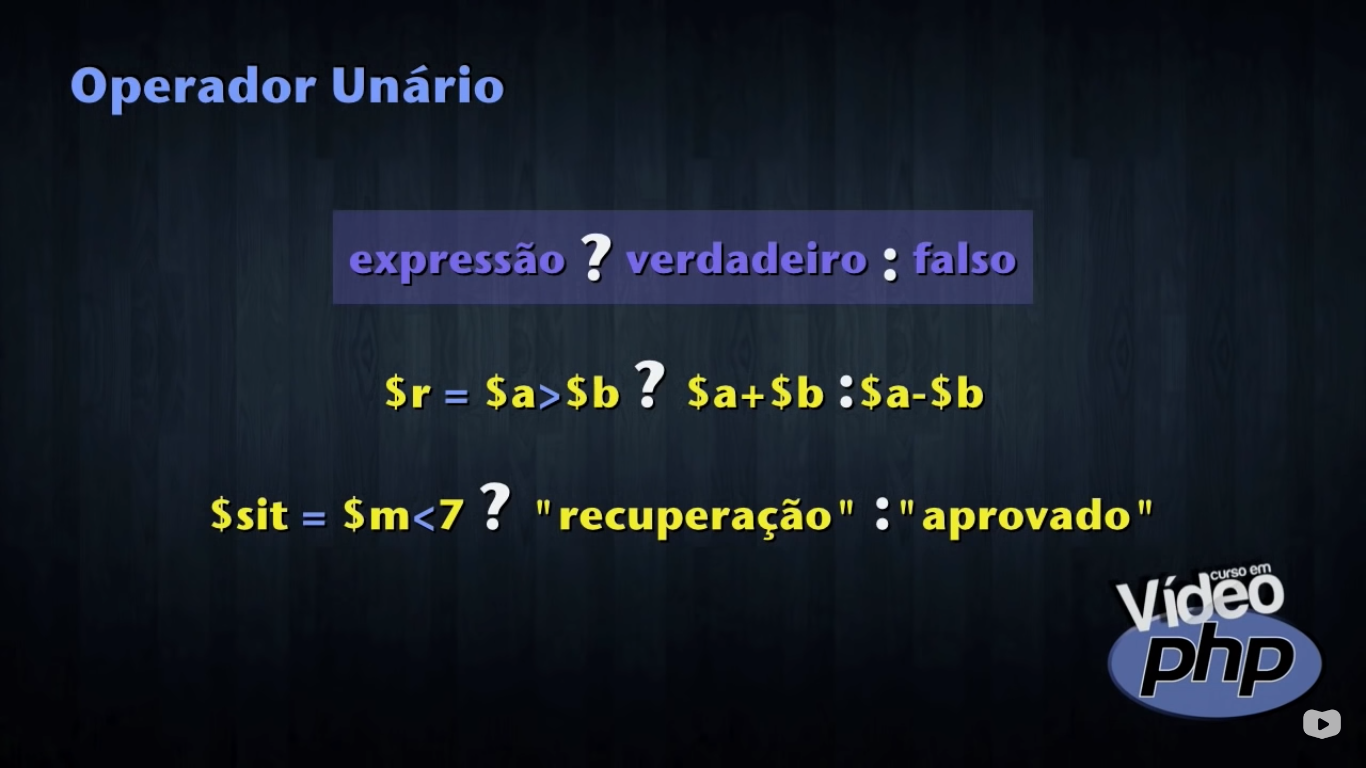 Operador Unário
expressão ? verdadeiro : falso
$r = $a>$b ? $a+$b :$a-$b
$sit = $m<7 ? "recuperação" :"aprovado"
curso em
Vídeo
php